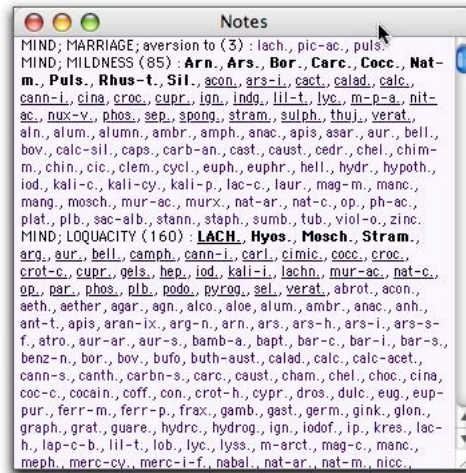 Notes
MIND; MARRIAGE; aversion to (3) : lach., pic-ac., puls.
MIND; MILDNESS (85) : Arn., Ars., Bor., Carc., Cocc., Nat-
m., Puls., Rhus-t., Sil., acon., ars-i., cact., calad., calc.,
cann-i., cina, croc., cupr., ign., indg., lil-t., lyc., m-p-a., nit-
ac., nux-v., phos., sep., spong., stram., sulph., thuj., verat.,
aln., alum., alumn., ambr., amph., anac., apis, asar., aur., bell.,
bov., calc-sil., caps., carb-an., cast., caust., cedr., chel., chim-
m., chin., cic., clem., cycl., euph., euphr., hell., hydr., hypoth.,
iod., kali-c., kali-cy., kali-p., lac-c., laur., mag-m., manc.,
mang., mosch., mur-ac., murx., nat-ar., nat-c., op., ph-ac.,
plat., plb., sac-alb., stann., staph., sumb., tub., viol-o., zinc.
MIND; LOQUACITY (160) : LACH., Hyos., Mosch., Stram.,
arg., aur., bell., camph., cann-i., carl., cimic., cocc., croc.,
crot-c., cupr., gels., hep., iod., kali-i., lachn., mur-ac., nat-c.,
op., par., phos., plb., podo., pyrog., sel., verat., abrot., acon.,
aeth., aether, agar., agn., alco., aloe, alum., ambr., anac., anh.,
ant-t., apis, aran-ix., arg-n., arn., ars., ars-h., ars-i., ars-s-
f., atro., aur-ar., aur-s., bamb-a., bapt., bar-c., bar-i., bar-s.,
benz-n., bor., bov., bufo, buth-aust., calad., calc., calc-acet.,
cann-s., canth., carbn-s., carc., caust., cham., chel., choc., cina,
coc-c., cocain., coff., con., crot-h., cypr., dros., dulc., eug., eup-
pur., ferr-m., ferr-p., frax., gamb., gast., germ., gink., glon.,
graph., grat., guare., hydrc., hydrog., ign., iodof., ip., kres., lac-
h., lap-c-b., lil-t., lob., lyc., lyss., m-arct., mag-c., manc.,
meph., merc-cy., merc-i-f., nabal., nat-ar., nat-m., nicc.,